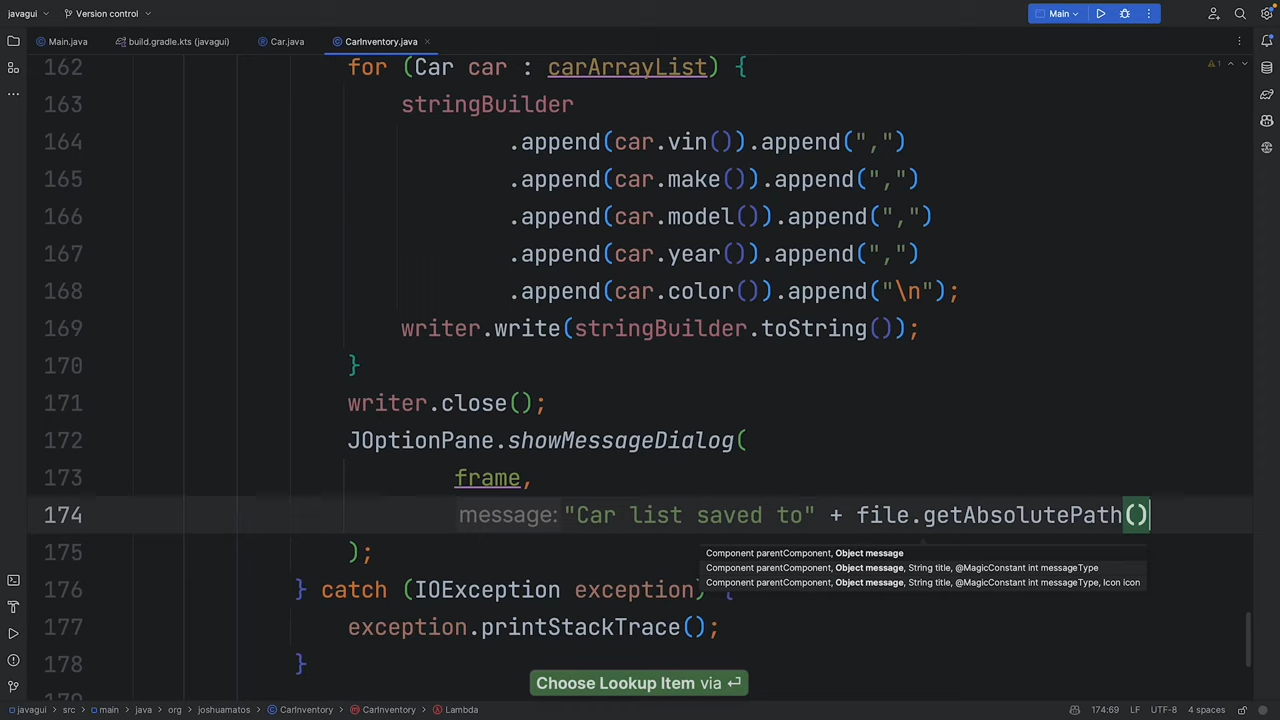 javagui
Version control
Main
Main.java
build.gradle.kts (javagui)
Car.java
CarInventory.java
162 for (Car car : carArrayList) {
1
163 stringBuilder
164 .append(car.vin()).append(",")
165 .append(car.make()).append(",")
166 .append(car.model()).append(",")
167 .append(car.year()).append(",")
168 .append(car.color()).append("\n");
169 writer.write(stringBuilder.toString());
170 }
171 writer.close();
172 JOptionPane.showMessageDialog(
173 frame,
174 message: "Car list saved to" + file.getAbsolutePath()
175 );
Component parentComponent, Object message
Component parentComponent, Object message, String title, @MagicConstant int messageType
Component parentComponent, Object message, String title, @MagicConstant int messageType, Icon icon
176 } catch (IOException exception) {
177 exception.printStackTrace();
178 }
Choose Lookup Item via ⏎
179
javagui > src > main > java > org > joshuamatos > CarInventory > CarInventory > Lambda
174:69 LF UTF-8 4 spaces